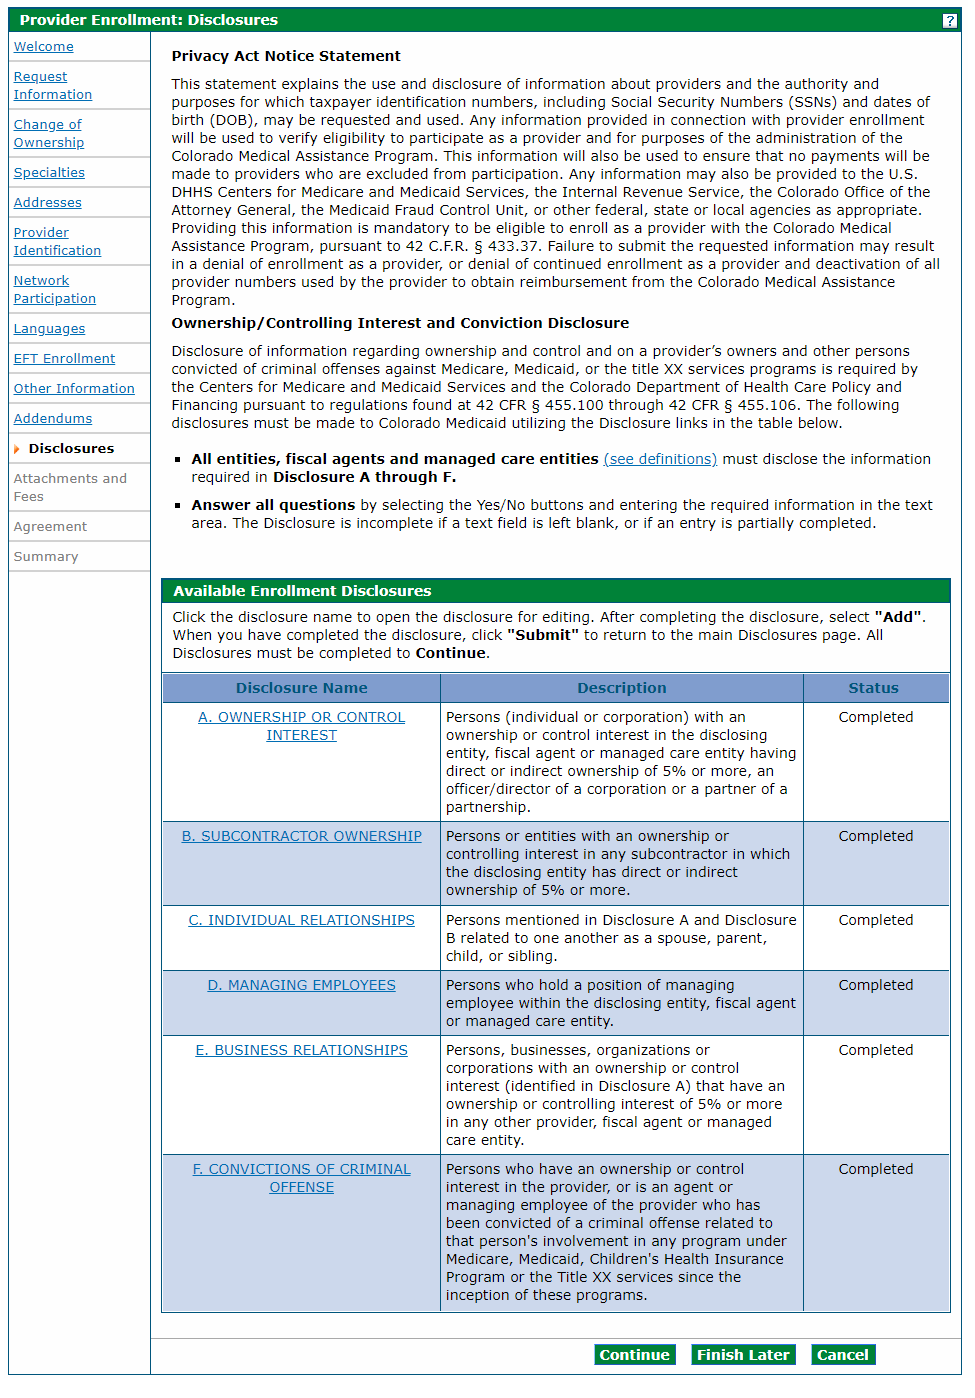 Provider Enrollment: Disclosures
?
Welcome
Request
Information
Change of
Ownership
Specialties
Addresses
Provider
Identification
Network
Participation
Languages
EFT Enrollment
Other Information
Addendums
Disclosures
Attachments and
Fees
Agreement
Summary
Privacy Act Notice Statement
This statement explains the use and disclosure of information about providers and the authority and
purposes for which taxpayer identification numbers, including Social Security Numbers (SSNs) and dates of
birth (DOB), may be requested and used. Any information provided in connection with provider enrollment
will be used to verify eligibility to participate as a provider and for purposes of the administration of the
Colorado Medical Assistance Program. This information will also be used to ensure that no payments will be
made to providers who are excluded from participation. Any information may also be provided to the U.S.
DHHS Centers for Medicare and Medicaid Services, the Internal Revenue Service, the Colorado Office of the
Attorney General, the Medicaid Fraud Control Unit, or other federal, state or local agencies as appropriate.
Providing this information is mandatory to be eligible to enroll as a provider with the Colorado Medical
Assistance Program, pursuant to 42 C.F.R. § 433.37. Failure to submit the requested information may result
in a denial of enrollment as a provider, or denial of continued enrollment as a provider and deactivation of all
provider numbers used by the provider to obtain reimbursement from the Colorado Medical Assistance
Program.
Ownership/Controlling Interest and Conviction Disclosure
Disclosure of information regarding ownership and control and on a provider's owners and other persons
convicted of criminal offenses against Medicare, Medicaid, or the title XX services programs is required by
the Centers for Medicare and Medicaid Services and the Colorado Department of Health Care Policy and
Financing pursuant to regulations found at 42 CFR § 455.100 through 42 CFR § 455.106. The following
disclosures must be made to Colorado Medicaid utilizing the Disclosure links in the table below.
▪ All entities, fiscal agents and managed care entities (see definitions) must disclose the information
required in Disclosure A through F.
▪ Answer all questions by selecting the Yes/No buttons and entering the required information in the text
area. The Disclosure is incomplete if a text field is left blank, or if an entry is partially completed.
Available Enrollment Disclosures
Click the disclosure name to open the disclosure for editing. After completing the disclosure, select "Add".
When you have completed the disclosure, click "Submit" to return to the main Disclosures page. All
Disclosures must be completed to Continue.
Disclosure Name Description Status
A. OWNERSHIP OR CONTROL
INTEREST
Persons (individual or corporation) with an
ownership or control interest in the disclosing
entity, fiscal agent or managed care entity having
direct or indirect ownership of 5% or more, an
officer/director of a corporation or a partner of a
partnership.
Completed
B. SUBCONTRACTOR OWNERSHIP
Persons or entities with an ownership or
controlling interest in any subcontractor in which
the disclosing entity has direct or indirect
ownership of 5% or more.
Completed
C. INDIVIDUAL RELATIONSHIPS
Persons mentioned in Disclosure A and Disclosure
B related to one another as a spouse, parent,
child, or sibling.
Completed
D. MANAGING EMPLOYEES
Persons who hold a position of managing
employee within the disclosing entity, fiscal agent
or managed care entity.
Completed
E. BUSINESS RELATIONSHIPS
Persons, businesses, organizations or
corporations with an ownership or control
interest (identified in Disclosure A) that have an
ownership or controlling interest of 5% or more
in any other provider, fiscal agent or managed
care entity.
Completed
F. CONVICTIONS OF CRIMINAL
OFFENSE
Persons who have an ownership or control
interest in the provider, or is an agent or
managing employee of the provider who has
been convicted of a criminal offense related to
that person's involvement in any program under
Medicare, Medicaid, Children's Health Insurance
Program or the Title XX services since the
inception of these programs.
Completed
Continue Finish Later Cancel